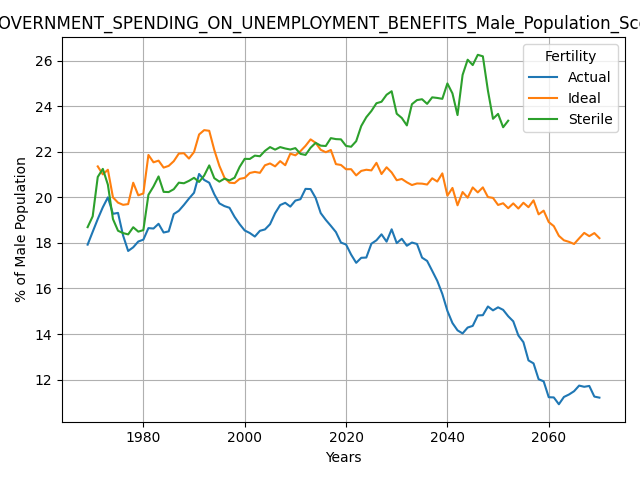 OVERNMENT_SPENDING_ON_UNEMPLOYMENT_BENEFITS_Male_Population_Sc
Fertility
Actual
Ideal
Sterile
% of Male Population
26
24
22
20
18
16
14
12
1980 2000 2020 2040 2060
Years